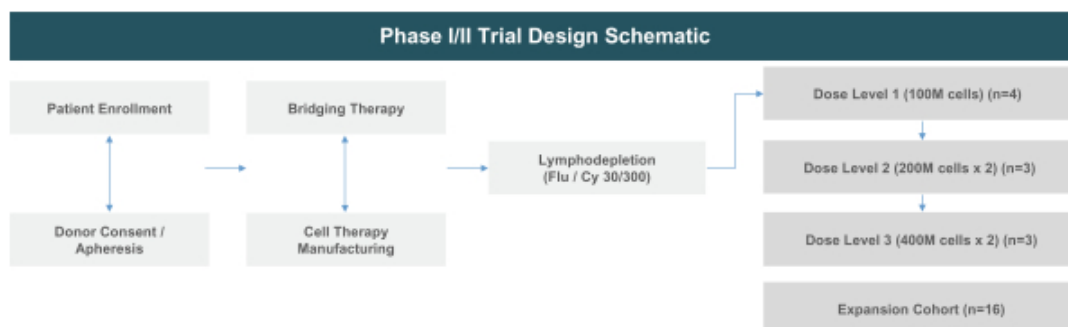 Phase I/II Trial Design Schematic
Patient Enrollment
Donor Consent /
Apheresis
Bridging Therapy
Cell Therapy
Manufacturing
Lymphodepletion
(Flu / Cy 30/300)
Dose Level 1 (100M cells) (n=4)
Dose Level 2 (200M cells x 2) (n=3)
Dose Level 3 (400M cells x 2) (n=3)
Expansion Cohort (n=16)